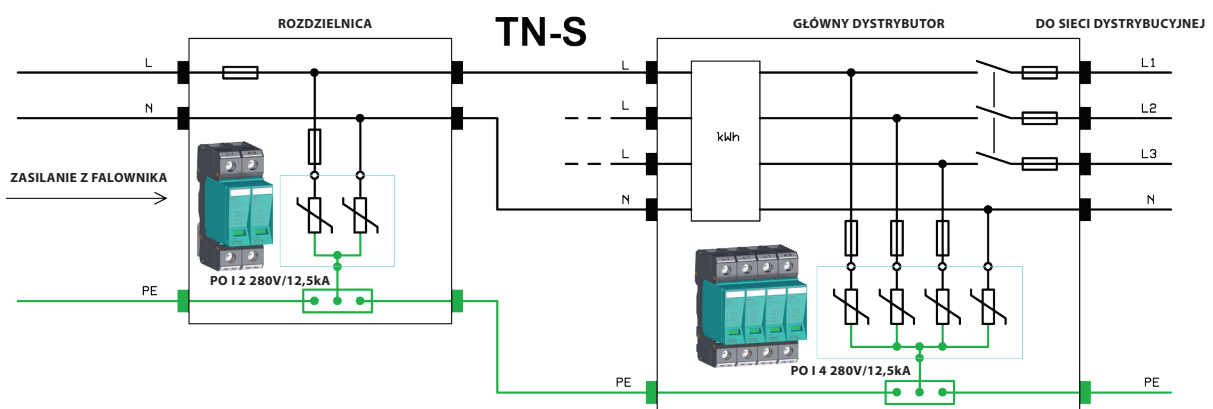 TN-S
ROZDZIELNICA
GŁÓWNY DYSTRYBUTOR
DO SIECI DYSTRYBUCYJNEJ
L
L
L1
N
L
L2
kWh
L
L3
ZASILANIE Z FALOWNIKA
N
N
PO I 2 280V/12,5kA
PE
PO I 4 280V/12,5kA
PE
PE